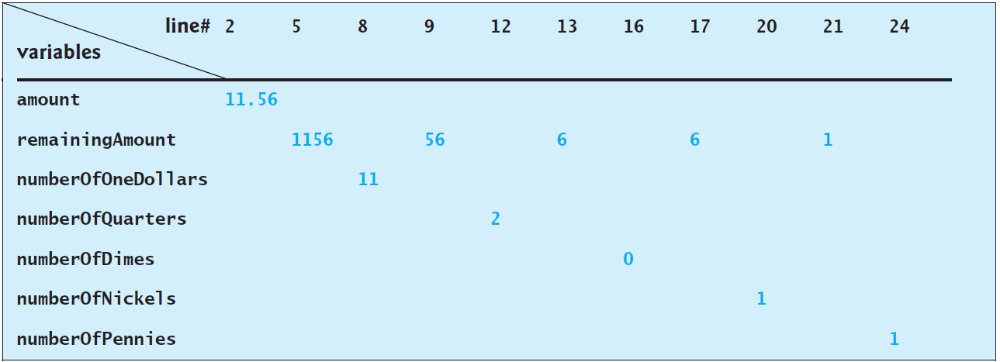 line# 2 5 8 9 12 13 16 17 20 21 24
variables
amount 11.56
remainingAmount 1156 56 6 6 1
numberOfOneDollars 11
numberOfQuarters 2
numberOfDimes 0
numberOfNickels 1
numberOfPennies 1